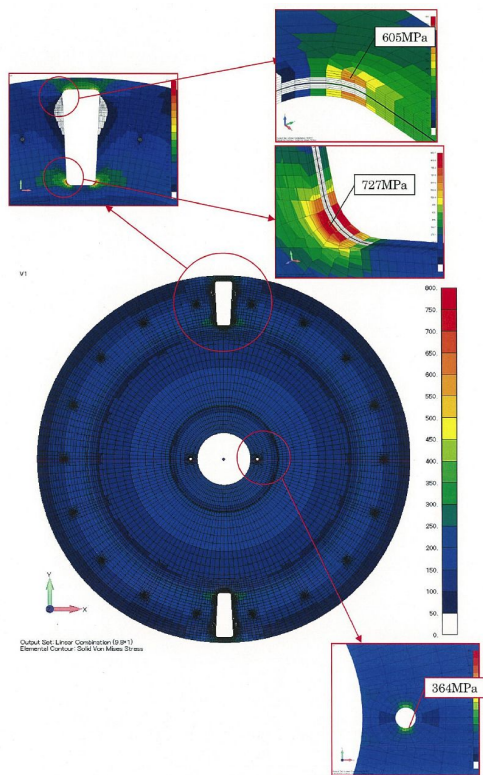 605MPa
727MPa
V1
800.
750.
700.
650.
600.
550.
500.
450.
400.
350.
300.
250.
200.
150.
100.
50.
0.
Y
X
Output Set: Linear Combination (9.9*1)
Elemental Contour: Solid Von Mises Stress
364MPa